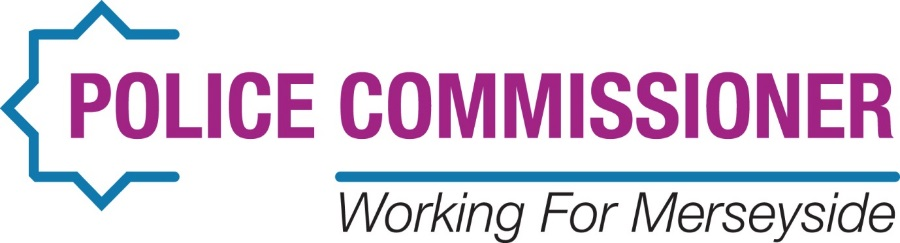 POLICE COMMISSIONER
Working For Merseyside